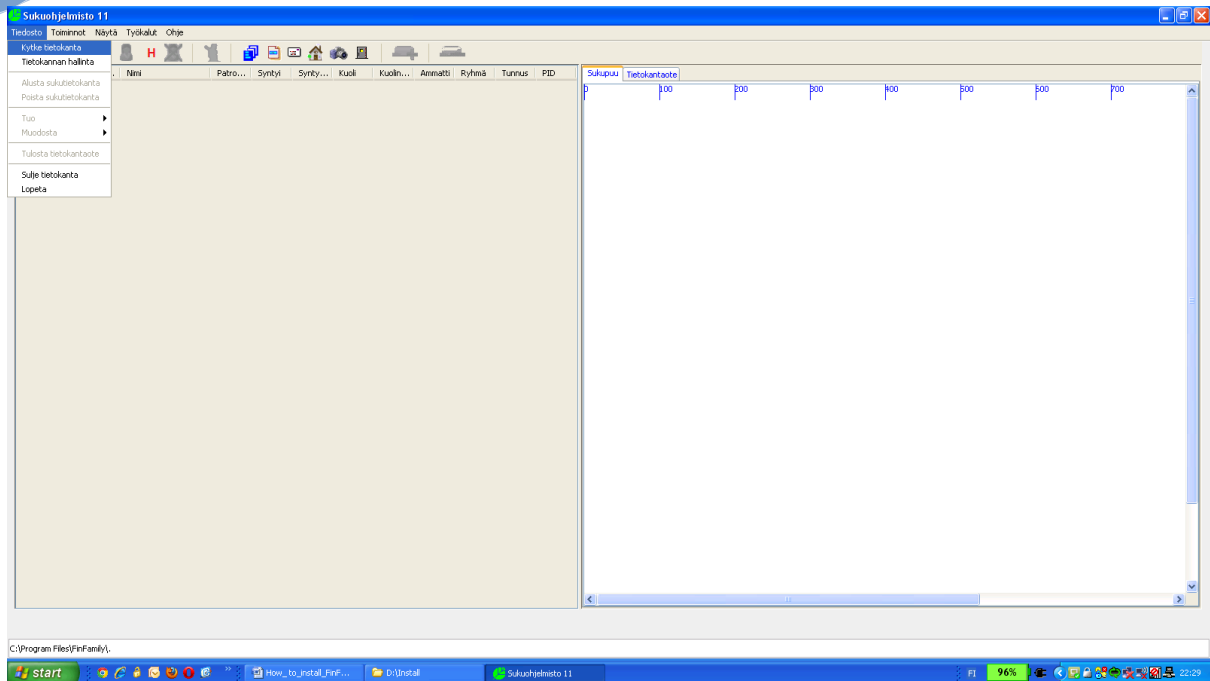 Sukuohjelmisto 11
Tiedosto Toiminnot Näytä Työkalut Ohje
Kytke tietokanta
Tietokannan hallinta
Alusta sukutietokanta
Poista sukutietokanta
Tuo
Muodosta
Tulosta tietokantaote
Sulje tietokanta
Lopeta
H
. Nimi Patro... Syntyi Synty... Kuoli Kuolin... Ammatti Ryhmä Tunnus PID
Sukupuu Tietokantaote
0 100 200 300 400 500 600 700
C:\Program Files\FinFamily\.
start How_to_install_FinF... D:\Install Sukuohjelmisto 11 FI 96% 22:29